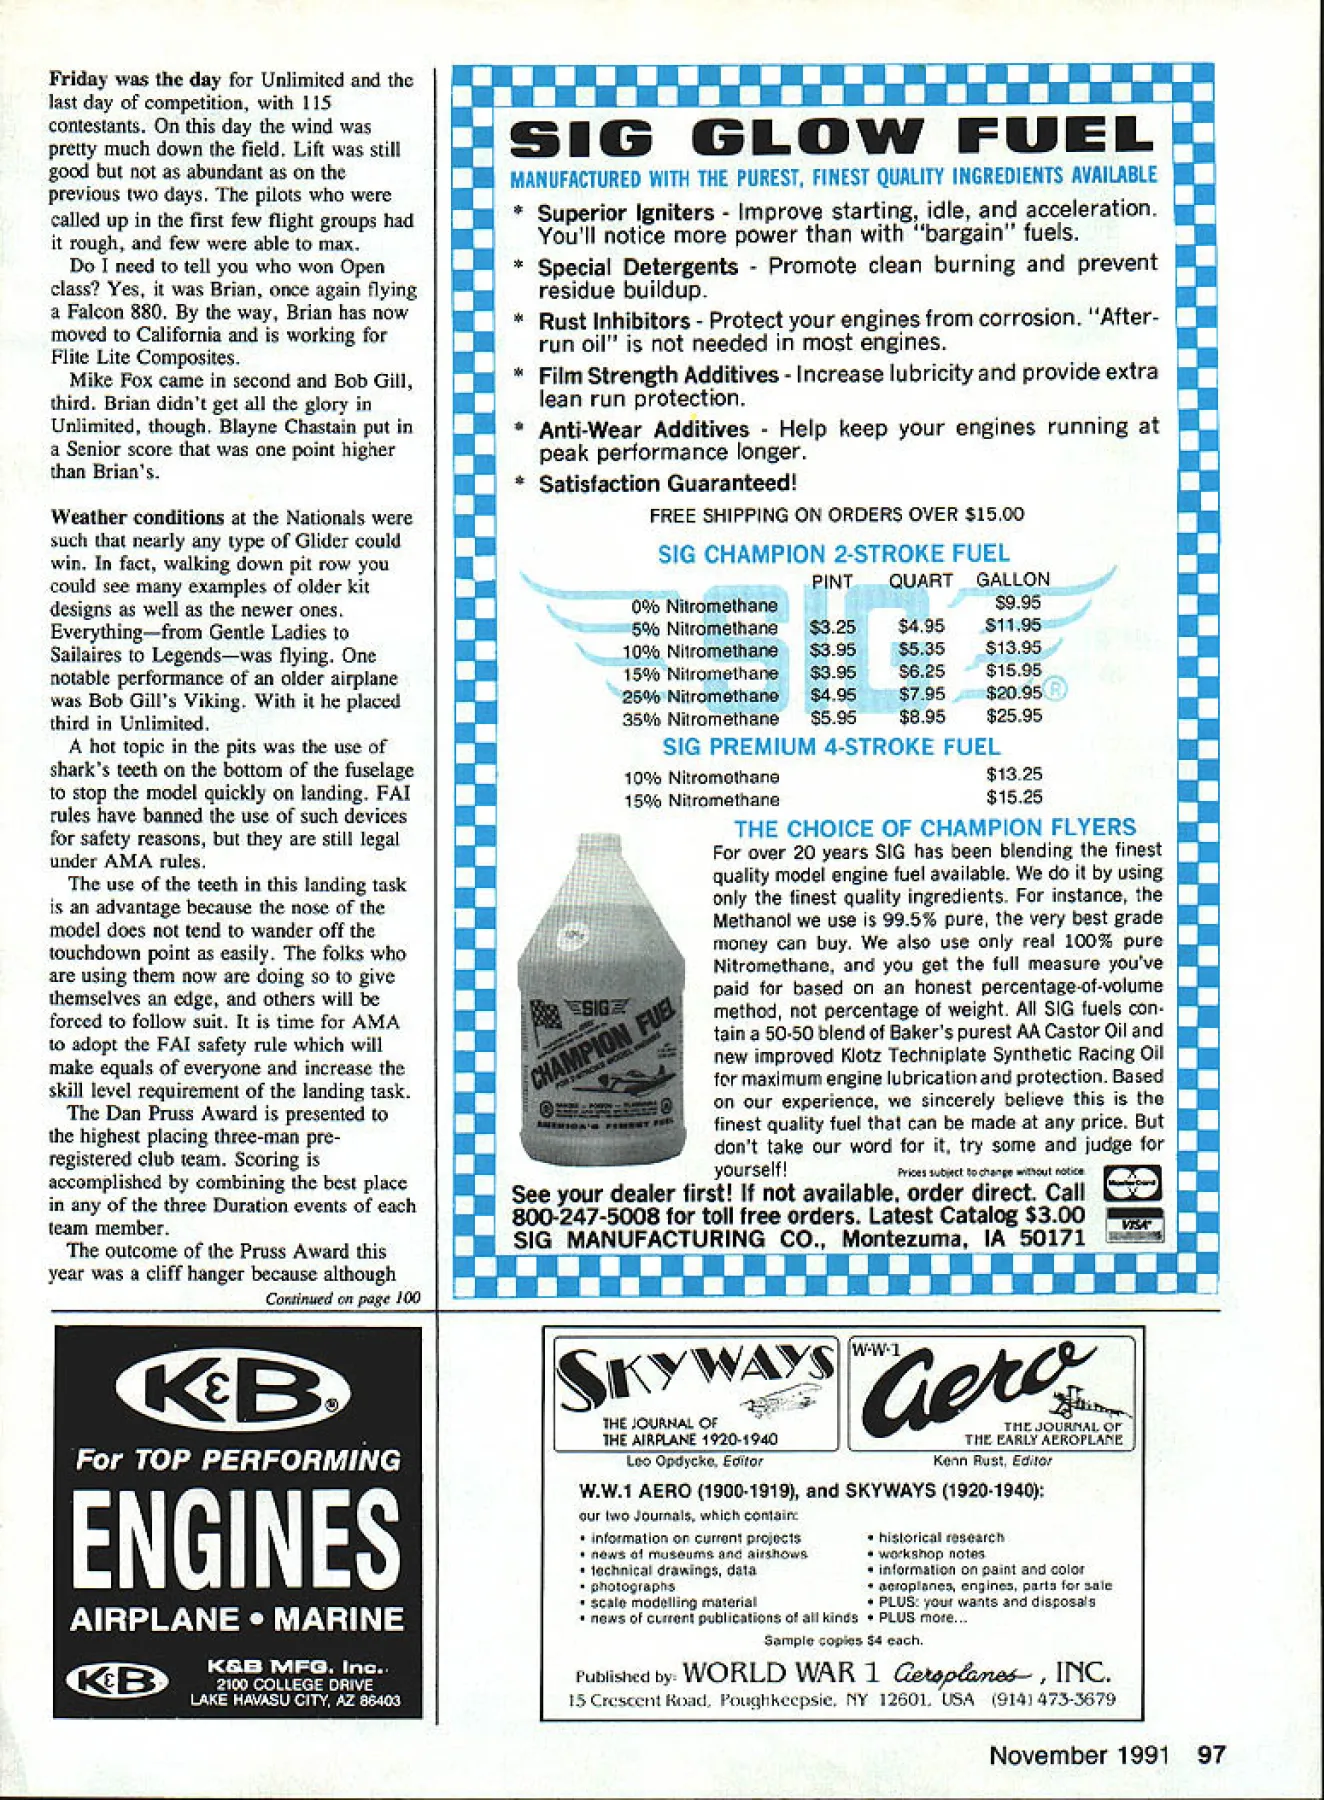 Friday was the day for Unlimited and the
last day of competition, with 115
contestants. On this day the wind was
pretty much down the field. Lift was still
good but not as abundant as on the
previous two days. The pilots who were
called up in the first few flight groups had
it rough, and few were able to max.
Do I need to tell you who won Open
class? Yes, it was Brian, once again flying
a Falcon 880. By the way, Brian has now
moved to California and is working for
Flite Lite Composites.
Mike Fox came in second and Bob Gill,
third. Brian didn't get all the glory in
Unlimited, though. Blayne Chastain put in
a Senior score that was one point higher
than Brian's.
Weather conditions at the Nationals were
such that nearly any type of Glider could
win. In fact, walking down pit row you
could see many examples of older kit
designs as well as the newer ones.
Everything—from Gentle Ladies to
Sailaires to Legends—was flying. One
notable performance of an older airplane
was Bob Gill's Viking. With it he placed
third in Unlimited.
A hot topic in the pits was the use of
shark's teeth on the bottom of the fuselage
to stop the model quickly on landing. FAI
rules have banned the use of such devices
for safety reasons, but they are still legal
under AMA rules.
The use of the teeth in this landing task
is an advantage because the nose of the
model does not tend to wander off the
touchdown point as easily. The folks who
are using them now are doing so to give
themselves an edge, and others will be
forced to follow suit. It is time for AMA
to adopt the FAI safety rule which will
make equals of everyone and increase the
skill level requirement of the landing task.
The Dan Pruss Award is presented to
the highest placing three-man pre-
registered club team. Scoring is
accomplished by combining the best place
in any of the three Duration events of each
team member.
The outcome of the Pruss Award this
year was a cliff hanger because although
Continued on page 100
SIG GLOW FUEL
MANUFACTURED WITH THE PUREST, FINEST QUALITY INGREDIENTS AVAILABLE
* Superior Igniters - Improve starting, idle, and acceleration.
You'll notice more power than with "bargain" fuels.
* Special Detergents - Promote clean burning and prevent
residue buildup.
* Rust Inhibitors - Protect your engines from corrosion. "After-
run oil" is not needed in most engines.
* Film Strength Additives - Increase lubricity and provide extra
lean run protection.
* Anti-Wear Additives - Help keep your engines running at
peak performance longer.
* Satisfaction Guaranteed!
FREE SHIPPING ON ORDERS OVER $15.00
SIG CHAMPION 2-STROKE FUEL
PINT QUART GALLON
0% Nitromethane $9.95
5% Nitromethane $3.25 $4.95 $11.95
10% Nitromethane $3.95 $5.35 $13.95
15% Nitromethane $3.95 $6.25 $15.95
25% Nitromethane $4.95 $7.95 $20.95
35% Nitromethane $5.95 $8.95 $25.95
SIG ®
SIG PREMIUM 4-STROKE FUEL
10% Nitromethane $13.25
15% Nitromethane $15.25
THE CHOICE OF CHAMPION FLYERS
For over 20 years SIG has been blending the finest
quality model engine fuel available. We do it by using
only the finest quality ingredients. For instance, the
Methanol we use is 99.5% pure, the very best grade
money can buy. We also use only real 100% pure
Nitromethane, and you get the full measure you've
paid for based on an honest percentage-of-volume
method, not percentage of weight. All SIG fuels con-
tain a 50-50 blend of Baker's purest AA Castor Oil and
new improved Klotz Techniplate Synthetic Racing Oil
for maximum engine lubrication and protection. Based
on our experience, we sincerely believe this is the
finest quality fuel that can be made at any price. But
don't take our word for it, try some and judge for
yourself! Prices subject to change without notice
SIG
CHAMPION FUEL
AMERICA'S FINEST FUEL
See your dealer first! If not available, order direct. Call
800-247-5008 for toll free orders. Latest Catalog $3.00
SIG MANUFACTURING CO., Montezuma, IA 50171
MasterCard
VISA
K&B®
For TOP PERFORMING
ENGINES
AIRPLANE • MARINE
K&B
K&B MFG. Inc.
2100 COLLEGE DRIVE
LAKE HAVASU CITY, AZ 86403
SKYWAYS
THE JOURNAL OF
THE AIRPLANE 1920-1940
Leo Opdycke, Editor
W-W-1
Aero
THE JOURNAL OF
THE EARLY AEROPLANE
Kenn Rust, Editor
W.W.1 AERO (1900-1919), and SKYWAYS (1920-1940):
our two Journals, which contain:
• information on current projects
• news of museums and airshows
• technical drawings, data
• photographs
• scale modelling material
• news of current publications of all kinds
• historical research
• workshop notes
• information on paint and color
• aeroplanes, engines, parts for sale
• PLUS: your wants and disposals
• PLUS more...
Sample copies $4 each.
Published by: WORLD WAR 1 Aeroplanes, INC.
15 Crescent Road, Poughkeepsie, NY 12601, USA (914) 473-3679
November 1991 97